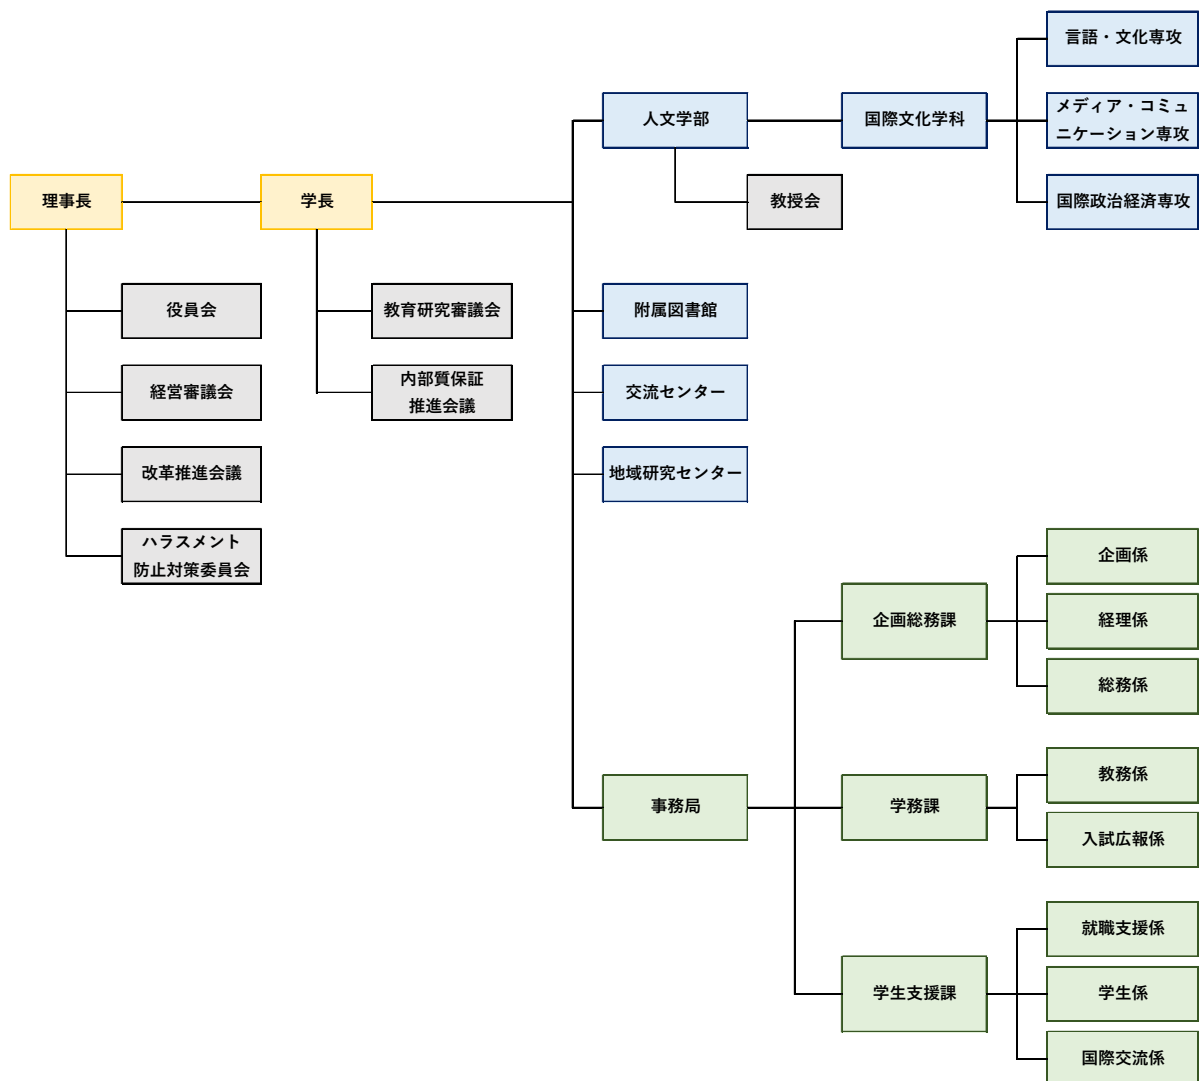 言語・文化専攻
人文学部
国際文化学科
メディア・コミュ
ニケーション専攻
理事長
学長
教授会
国際政治経済専攻
役員会
教育研究審議会
附属図書館
経営審議会
内部質保証
推進会議
交流センター
改革推進会議
地域研究センター
ハラスメント
防止対策委員会
企画係
企画総務課
経理係
総務係
事務局
学務課
教務係
入試広報係
就職支援係
学生支援課
学生係
国際交流係